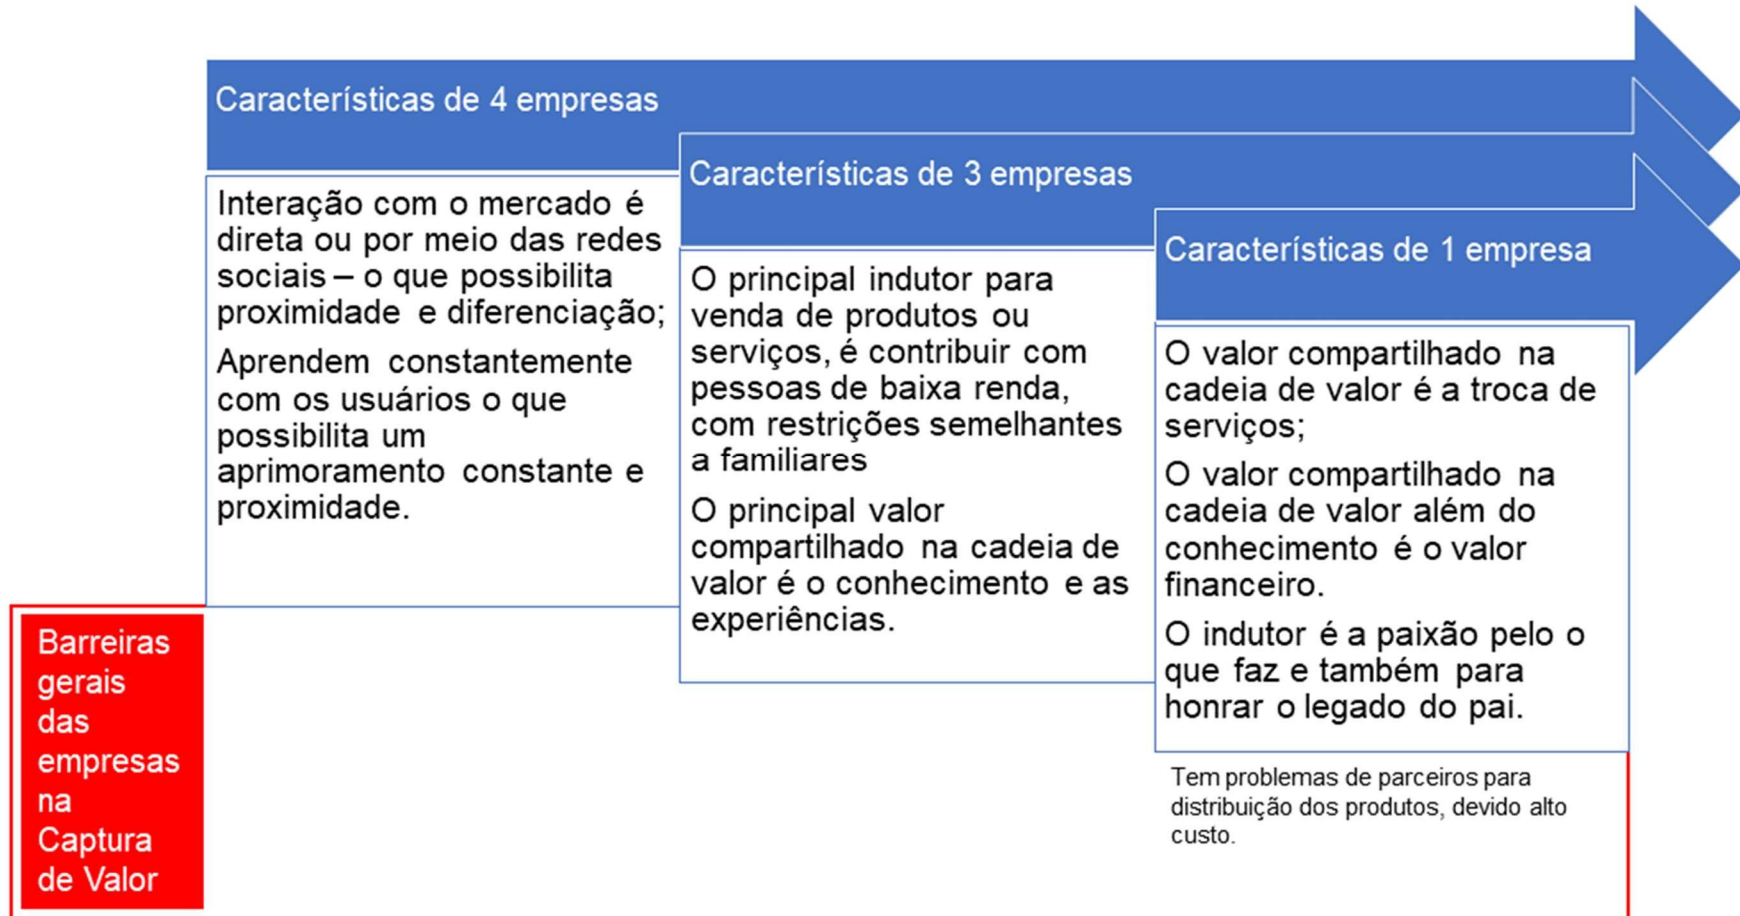 Características de 4 empresas
Interação com o mercado é
direta ou por meio das redes
sociais – o que possibilita
proximidade e diferenciação;
Aprendem constantemente
com os usuários o que
possibilita um
aprimoramento constante e
proximidade.
Características de 3 empresas
O principal indutor para
venda de produtos ou
serviços, é contribuir com
pessoas de baixa renda,
com restrições semelhantes
a familiares
O principal valor
compartilhado na cadeia de
valor é o conhecimento e as
experiências.
Características de 1 empresa
O valor compartilhado na
cadeia de valor é a troca de
serviços;
O valor compartilhado na
cadeia de valor além do
conhecimento é o valor
financeiro.
O indutor é a paixão pelo o
que faz e também para
honrar o legado do pai.
Barreiras
gerais
das
empresas
na
Captura
de Valor
Tem problemas de parceiros para
distribuição dos produtos, devido alto
custo.